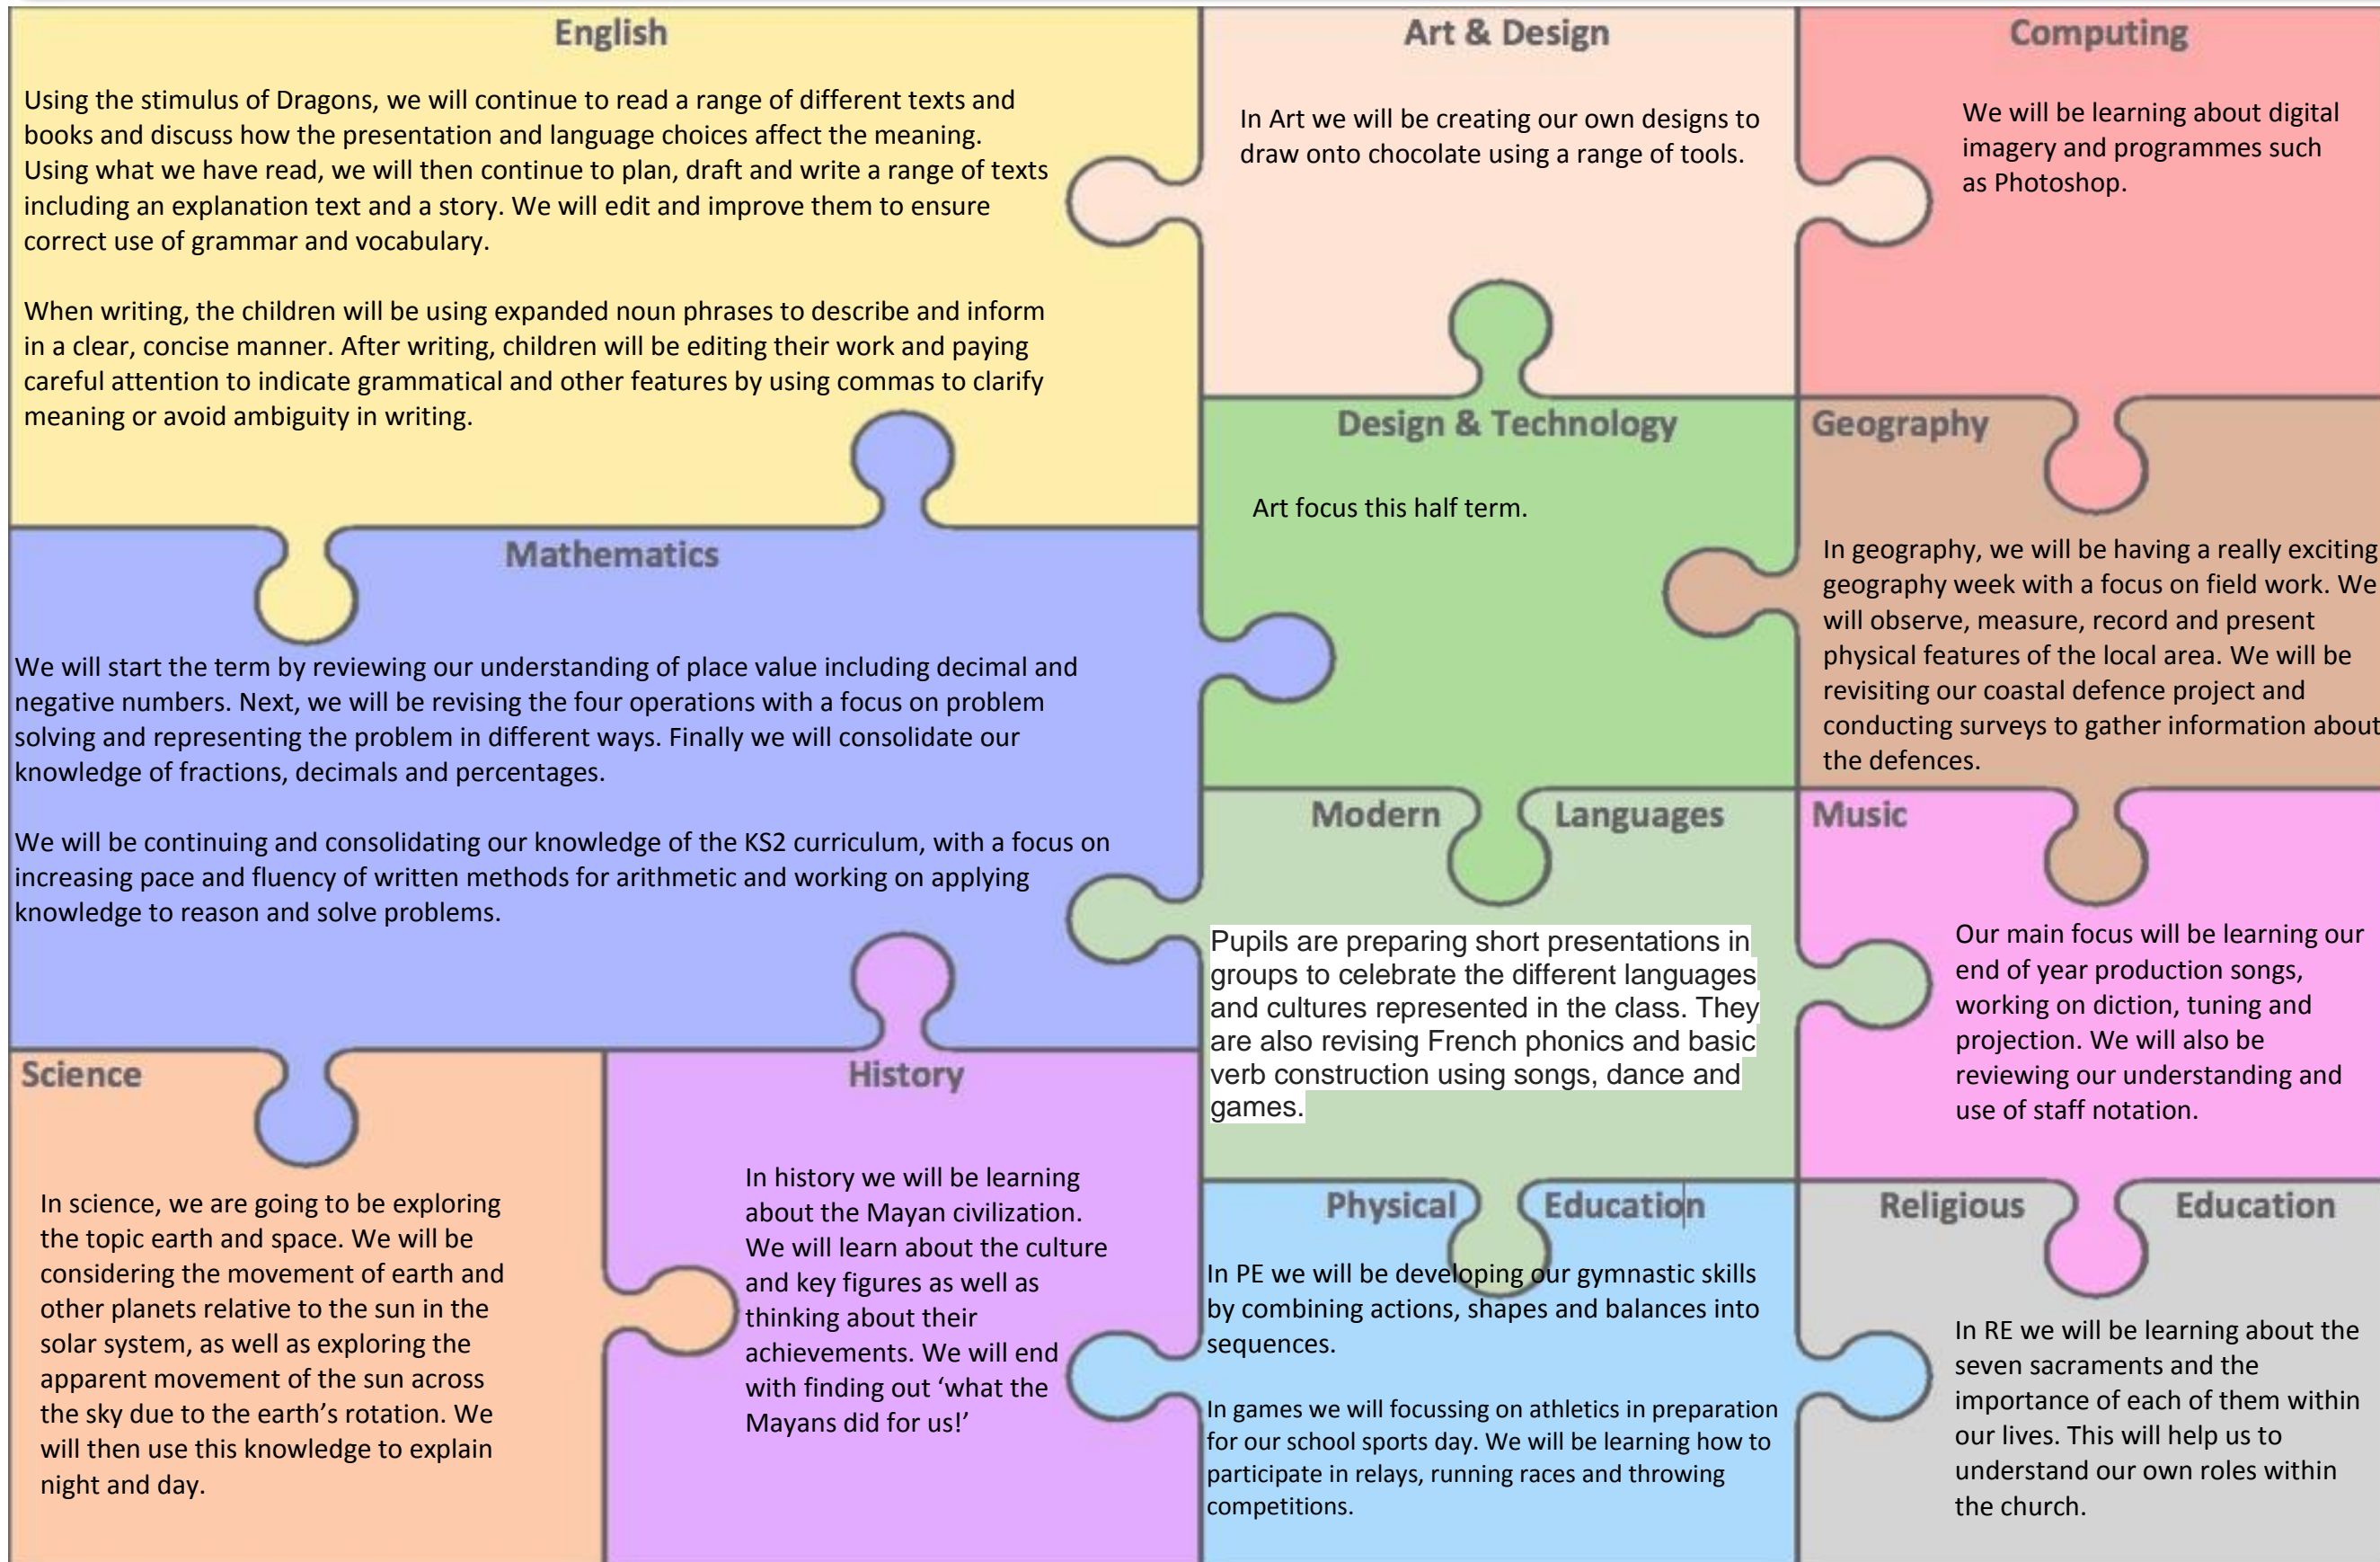 English
Using the stimulus of Dragons, we will continue to read a range of different texts and
books and discuss how the presentation and language choices affect the meaning.
Using what we have read, we will then continue to plan, draft and write a range of texts
including an explanation text and a story. We will edit and improve them to ensure
correct use of grammar and vocabulary.
When writing, the children will be using expanded noun phrases to describe and inform
in a clear, concise manner. After writing, children will be editing their work and paying
careful attention to indicate grammatical and other features by using commas to clarify
meaning or avoid ambiguity in writing.
Art & Design
In Art we will be creating our own designs to
draw onto chocolate using a range of tools.
Computing
We will be learning about digital
imagery and programmes such
as Photoshop.
Design & Technology
Art focus this half term.
Geography
In geography, we will be having a really exciting
geography week with a focus on field work. We
will observe, measure, record and present
physical features of the local area. We will be
revisiting our coastal defence project and
conducting surveys to gather information about
the defences.
Mathematics
We will start the term by reviewing our understanding of place value including decimal and
negative numbers. Next, we will be revising the four operations with a focus on problem
solving and representing the problem in different ways. Finally we will consolidate our
knowledge of fractions, decimals and percentages.
We will be continuing and consolidating our knowledge of the KS2 curriculum, with a focus on
increasing pace and fluency of written methods for arithmetic and working on applying
knowledge to reason and solve problems.
Modern Languages
Pupils are preparing short presentations in
groups to celebrate the different languages
and cultures represented in the class. They
are also revising French phonics and basic
verb construction using songs, dance and
games.
Music
Our main focus will be learning our
end of year production songs,
working on diction, tuning and
projection. We will also be
reviewing our understanding and
use of staff notation.
Science
In science, we are going to be exploring
the topic earth and space. We will be
considering the movement of earth and
other planets relative to the sun in the
solar system, as well as exploring the
apparent movement of the sun across
the sky due to the earth's rotation. We
will then use this knowledge to explain
night and day.
History
In history we will be learning
about the Mayan civilization.
We will learn about the culture
and key figures as well as
thinking about their
achievements. We will end
with finding out ‘what the
Mayans did for us!’
Physical Education
In PE we will be developing our gymnastic skills
by combining actions, shapes and balances into
sequences.
In games we will focussing on athletics in preparation
for our school sports day. We will be learning how to
participate in relays, running races and throwing
competitions.
Religious Education
In RE we will be learning about the
seven sacraments and the
importance of each of them within
our lives. This will help us to
understand our own roles within
the church.